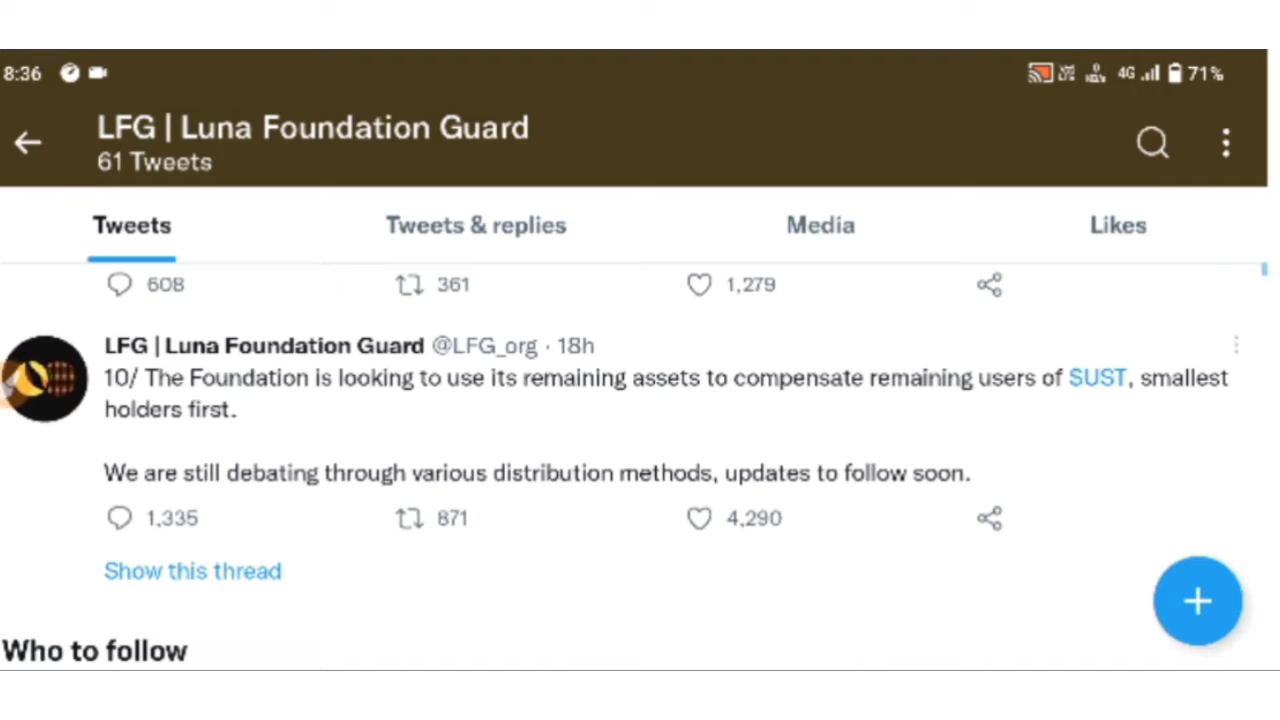 8:36 4G 71%
LFG | Luna Foundation Guard
61 Tweets
Tweets Tweets & replies Media Likes
608 361 1,279
LFG | Luna Foundation Guard @LFG_org · 18h
10/ The Foundation is looking to use its remaining assets to compensate remaining users of $UST, smallest
holders first.
We are still debating through various distribution methods, updates to follow soon.
1,335 871 4,290
Show this thread
Who to follow